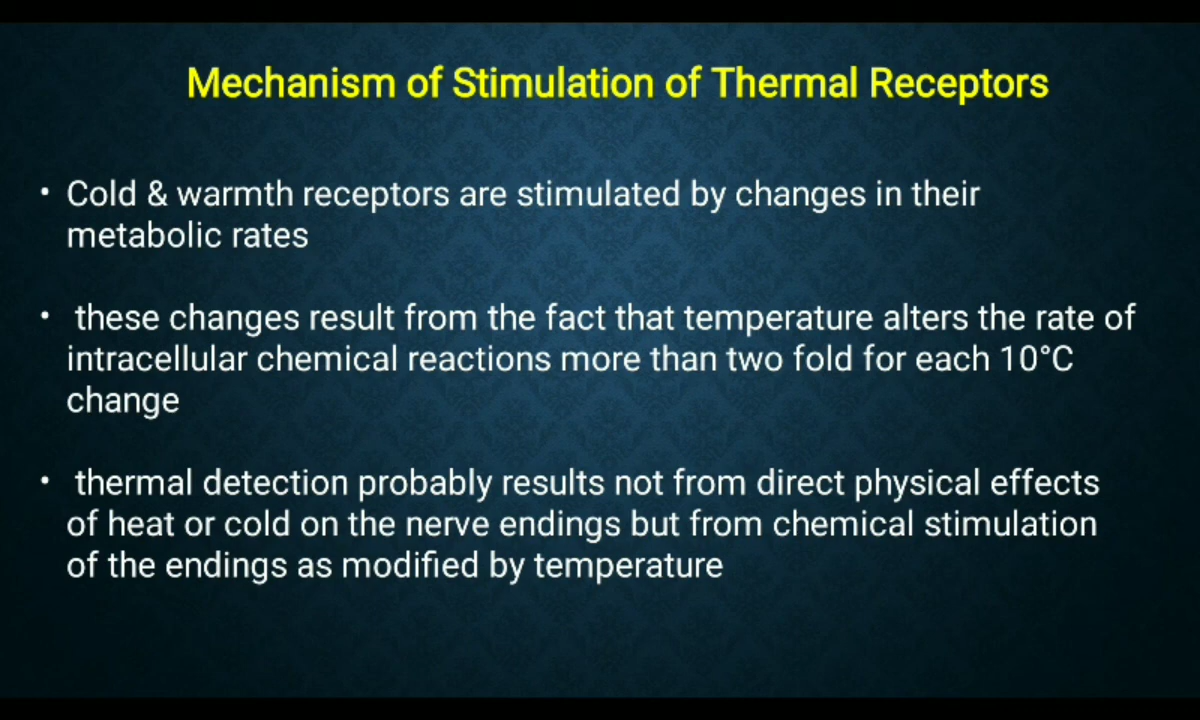 Mechanism of Stimulation of Thermal Receptors
• Cold & warmth receptors are stimulated by changes in their
metabolic rates
• these changes result from the fact that temperature alters the rate of
intracellular chemical reactions more than two fold for each 10°C
change
• thermal detection probably results not from direct physical effects
of heat or cold on the nerve endings but from chemical stimulation
of the endings as modified by temperature